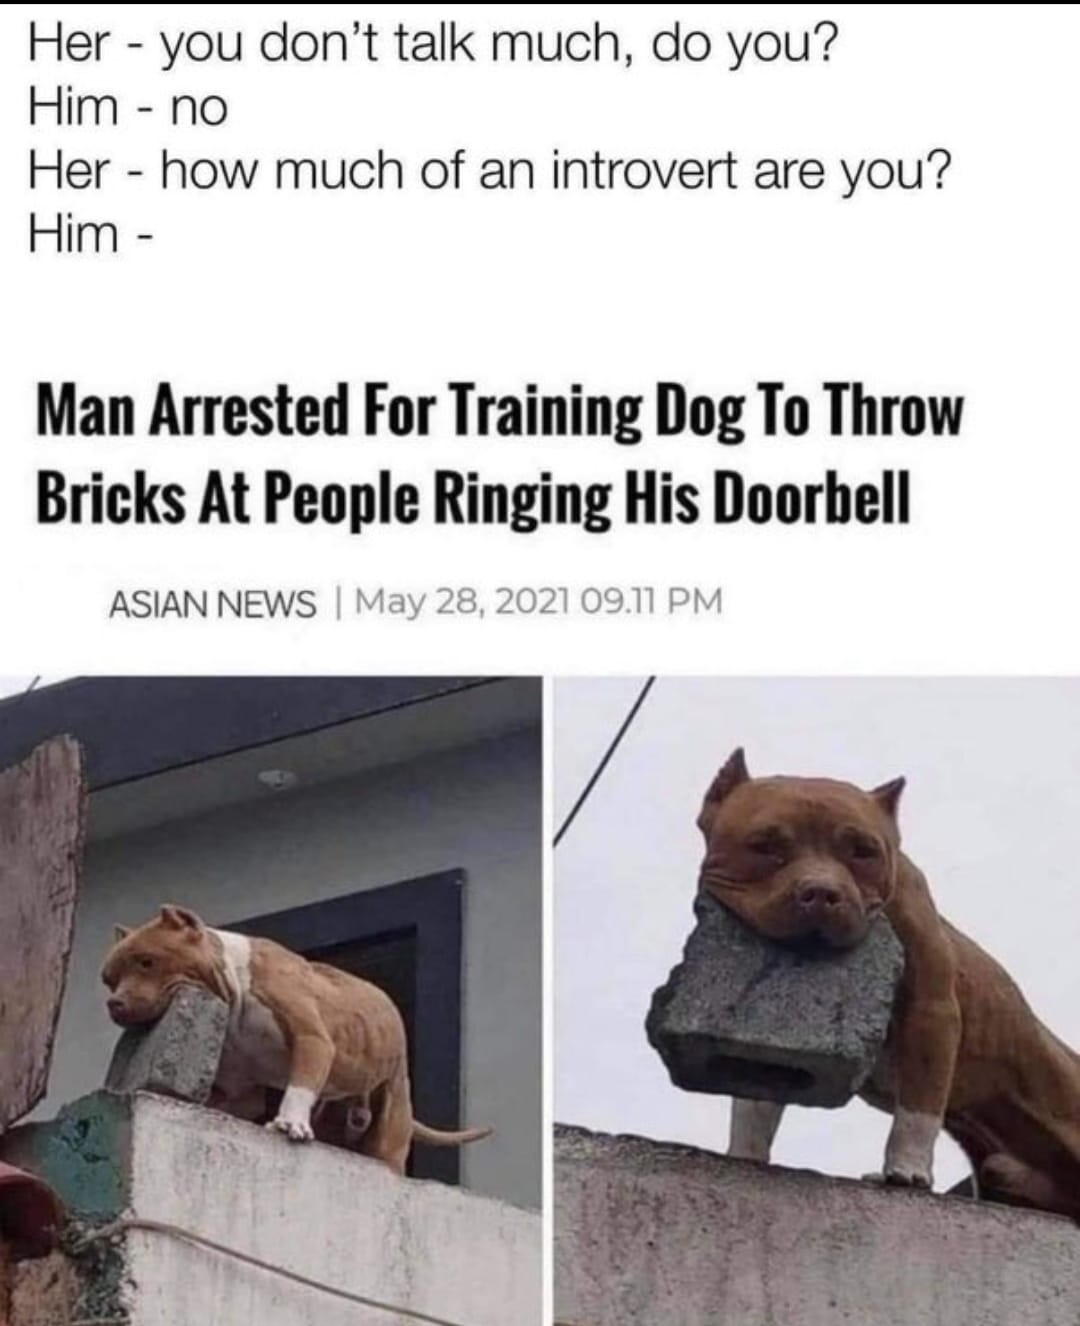 Her - you don't talk much, do you?
Him - no
Her - how much of an introvert are you?
Him -
Man Arrested For Training Dog To Throw
Bricks At People Ringing His Doorbell
ASIAN NEWS | May 28, 2021 09.11 PM